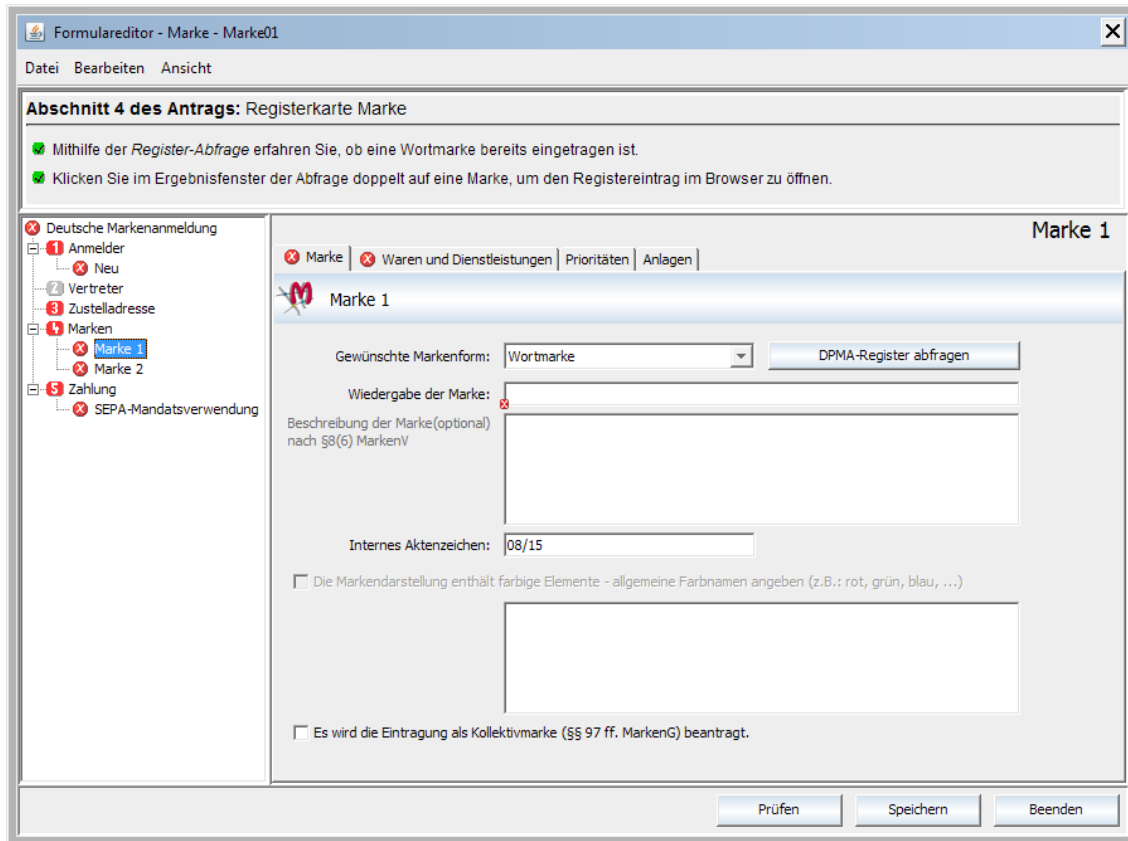 Formulareditor - Marke - Marke01
Datei Bearbeiten Ansicht
Abschnitt 4 des Antrags: Registerkarte Marke
Mithilfe der Register-Abfrage erfahren Sie, ob eine Wortmarke bereits eingetragen ist.
Klicken Sie im Ergebnisfenster der Abfrage doppelt auf eine Marke, um den Registereintrag im Browser zu öffnen.
Deutsche Markenanmeldung
1 Anmelder
Neu
2 Vertreter
3 Zustelladresse
4 Marken
Marke 1
Marke 2
5 Zahlung
SEPA-Mandatsverwendung
Marke 1
Marke Waren und Dienstleistungen Prioritäten Anlagen
Marke 1
Gewünschte Markenform: Wortmarke DPMA-Register abfragen
Wiedergabe der Marke:
Beschreibung der Marke(optional)
nach §8(6) MarkenV
Internes Aktenzeichen: 08/15
Die Markendarstellung enthält farbige Elemente - allgemeine Farbnamen angeben (z.B.: rot, grün, blau, ...)
Es wird die Eintragung als Kollektivmarke (§§ 97 ff. MarkenG) beantragt.
Prüfen Speichern Beenden